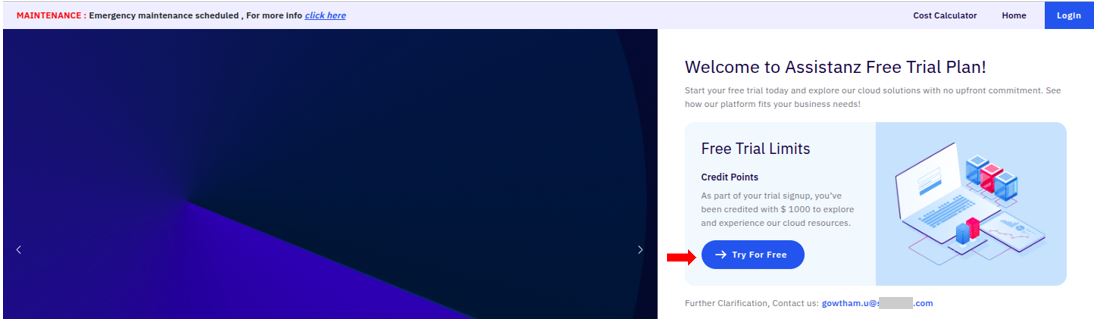 MAINTENANCE : Emergency maintenance scheduled , For more info click here
Cost Calculator Home Login
Welcome to Assistanz Free Trial Plan!
Start your free trial today and explore our cloud solutions with no upfront commitment. See
how our platform fits your business needs!
Free Trial Limits
Credit Points
As part of your trial signup, you've
been credited with $ 1000 to explore
and experience our cloud resources.
Try For Free
Further Clarification, Contact us: gowtham.u@s .com